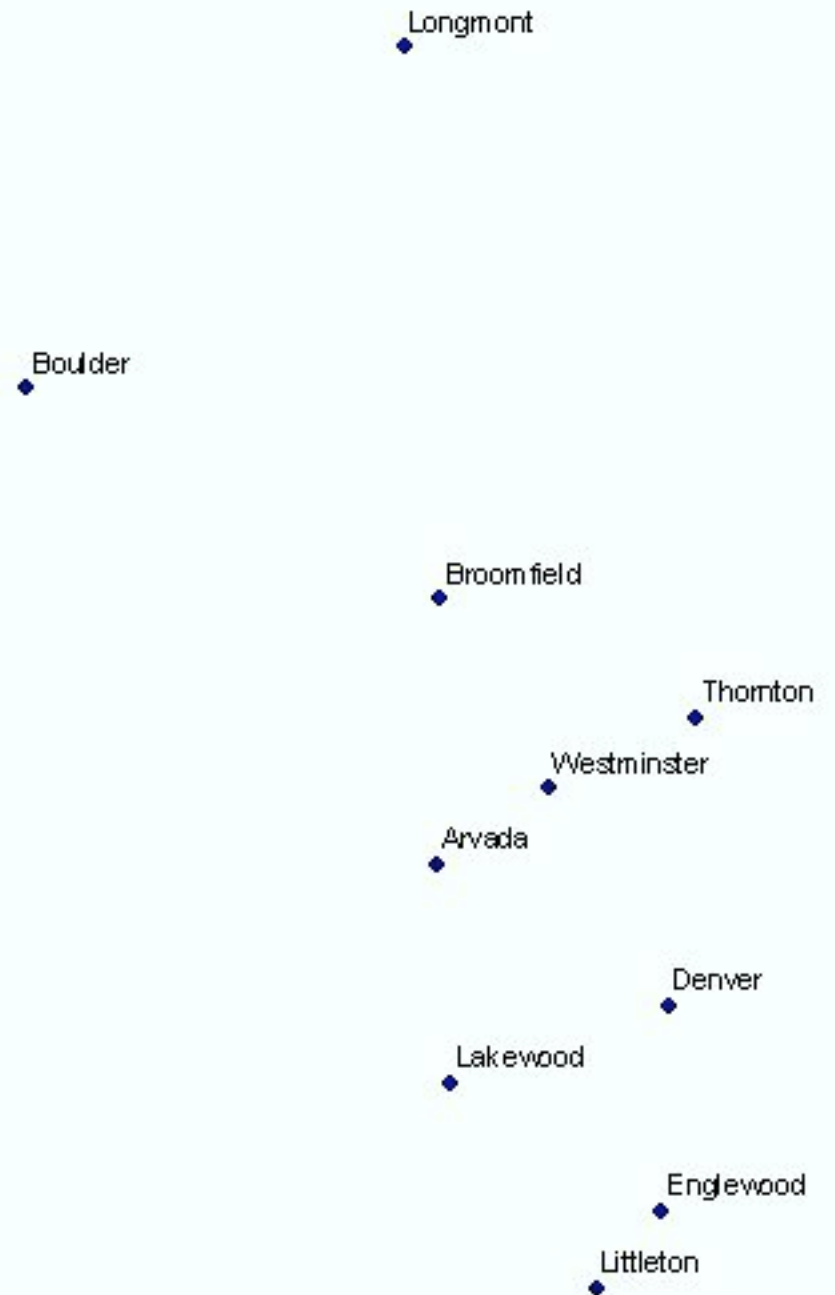 Longmont
Boulder
Broomfield
Thornton
Westminster
Arvada
Denver
Lakewood
Englewood
Littleton